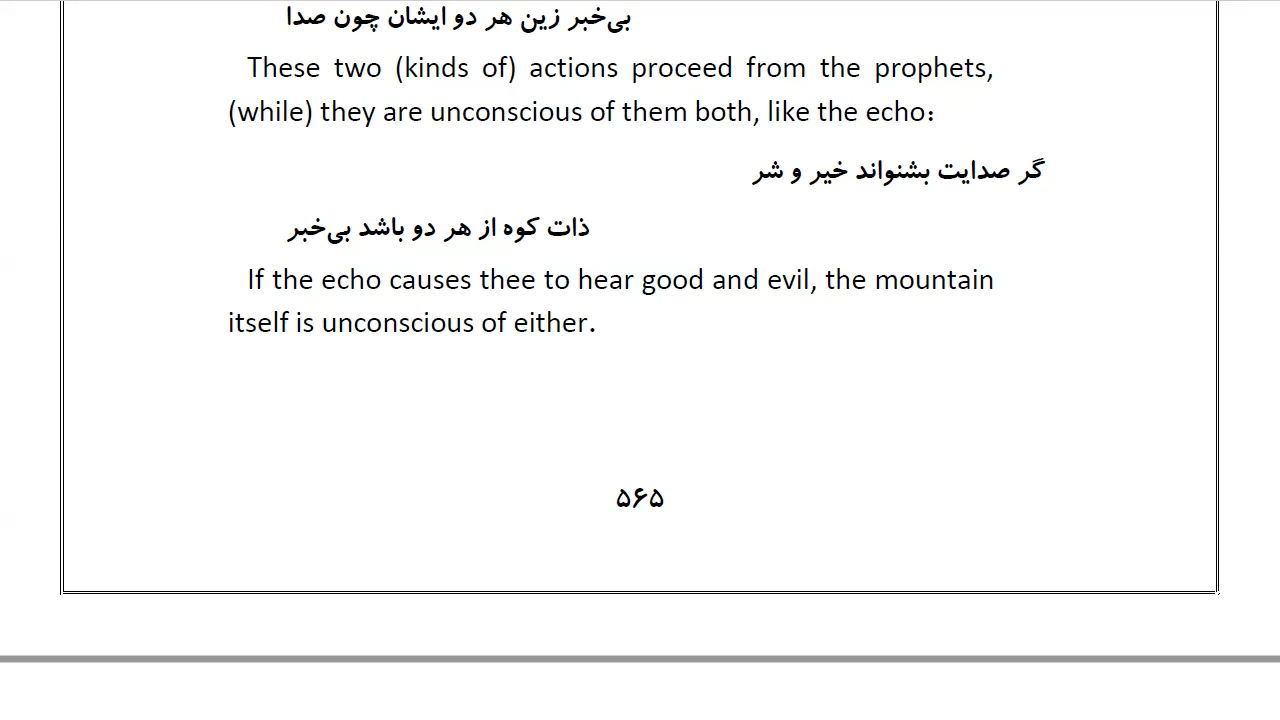 بی‌خبر زین هر دو ایشان چون صدا
These two (kinds of) actions proceed from the prophets,
(while) they are unconscious of them both, like the echo:
گر صدایت بشنواند خیر و شر
ذات کوه از هر دو باشد بی‌خبر
If the echo causes thee to hear good and evil, the mountain
itself is unconscious of either.
۵۶۵